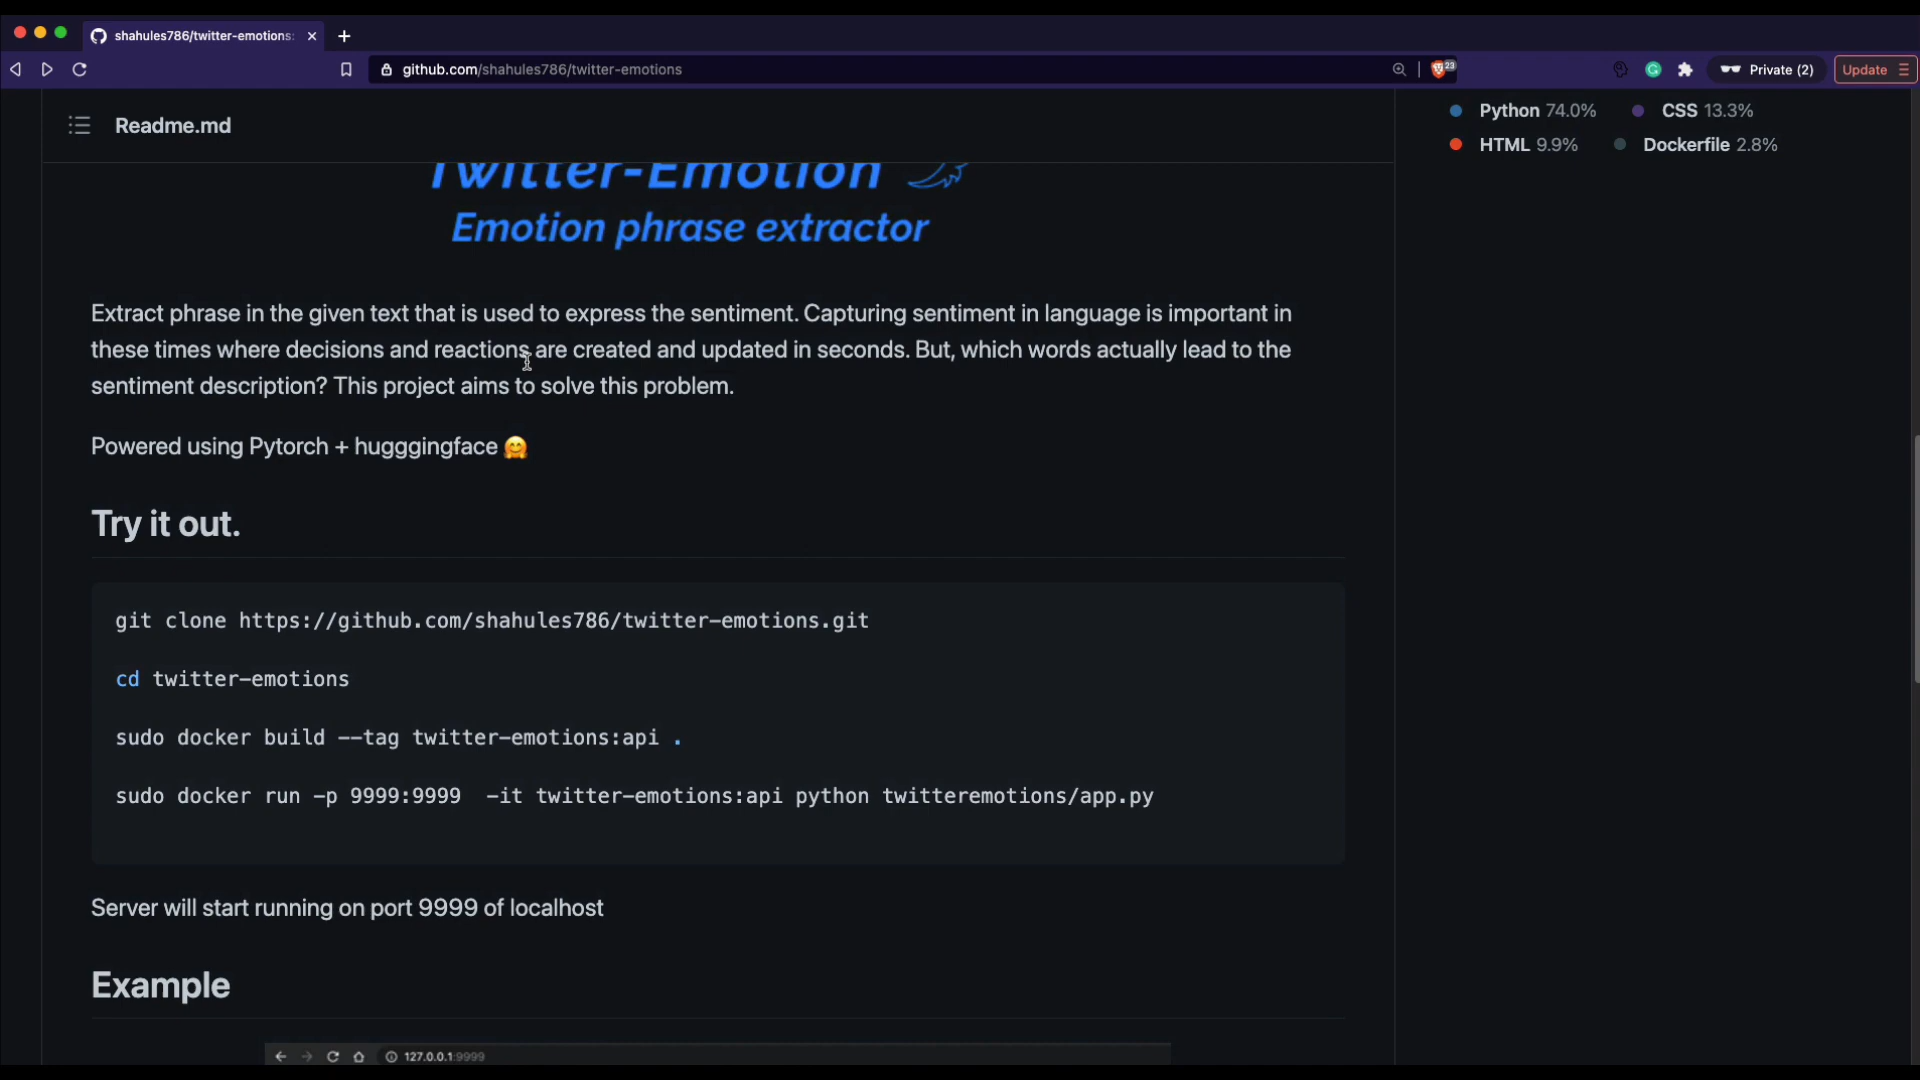 shahules786/twitter-emotions:
github.com/shahules786/twitter-emotions
23
Private (2)
Update
Readme.md
Python 74.0%
CSS 13.3%
HTML 9.9%
Dockerfile 2.8%
Twitter-Emotion
Emotion phrase extractor
Extract phrase in the given text that is used to express the sentiment. Capturing sentiment in language is important in
these times where decisions and reactions are created and updated in seconds. But, which words actually lead to the
sentiment description? This project aims to solve this problem.
Powered using Pytorch + hugggingface 🤗
Try it out.
git clone https://github.com/shahules786/twitter-emotions.git
cd twitter-emotions
sudo docker build --tag twitter-emotions:api .
sudo docker run -p 9999:9999  -it twitter-emotions:api python twitteremotions/app.py
Server will start running on port 9999 of localhost
Example
127.0.0.1:9999